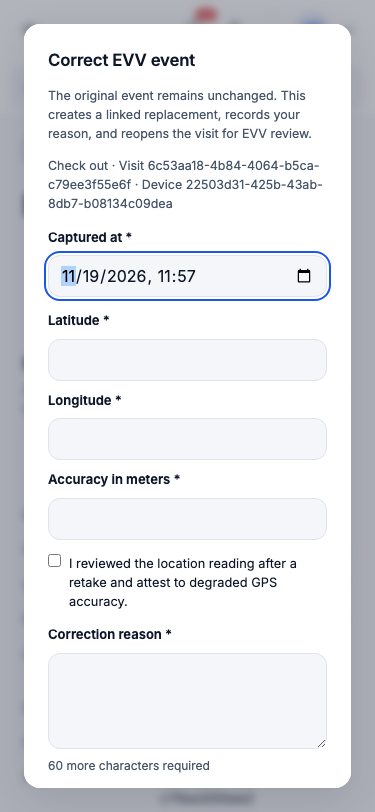 Correct EVV event
The original event remains unchanged. This
creates a linked replacement, records your
reason, and reopens the visit for EVV review.
Check out · Visit 6c53aa18-4b84-4064-b5ca-
c79ee3f55e6f · Device 22503d31-425b-43ab-
8db7-b08134c09dea
Captured at *
11/19/2026, 11:57
Latitude *
Longitude *
Accuracy in meters *
I reviewed the location reading after a
retake and attest to degraded GPS
accuracy.
Correction reason *
60 more characters required